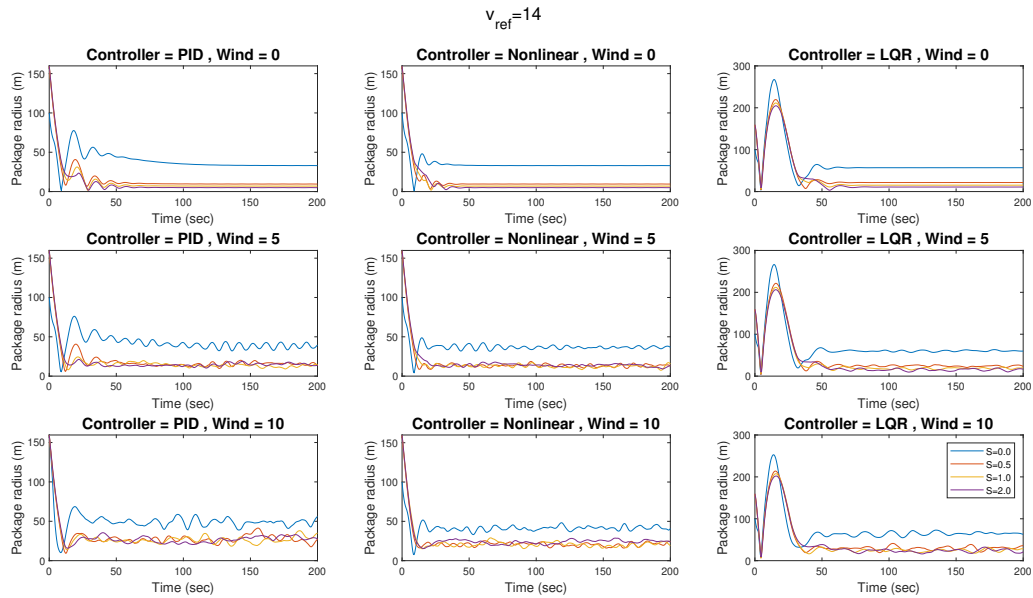 v_ref=14
Controller = PID , Wind = 0
Controller = Nonlinear , Wind = 0
Controller = LQR, Wind = 0
Package radius (m)
150
100
50
0
0 50 100 150 200
Time (sec)
Package radius (m)
150
100
50
0
0 50 100 150 200
Time (sec)
Package radius (m)
300
200
100
0
0 50 100 150 200
Time (sec)
Controller = PID , Wind = 5
Controller = Nonlinear , Wind = 5
Controller = LQR, Wind = 5
Package radius (m)
150
100
50
0
0 50 100 150 200
Time (sec)
Package radius (m)
150
100
50
0
0 50 100 150 200
Time (sec)
Package radius (m)
300
200
100
0
0 50 100 150 200
Time (sec)
Controller = PID , Wind = 10
Controller = Nonlinear , Wind = 10
Controller = LQR, Wind = 10
Package radius (m)
150
100
50
0
0 50 100 150 200
Time (sec)
Package radius (m)
150
100
50
0
0 50 100 150 200
Time (sec)
Package radius (m)
300
200
100
0
0 50 100 150 200
Time (sec)
S=0.0
S=0.5
S=1.0
S=2.0